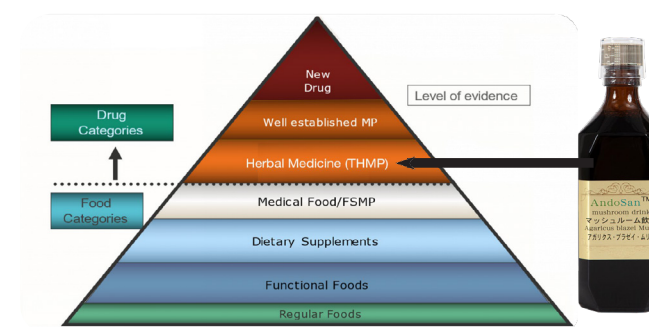 New
Drug
Level of evidence
Drug
Categories
Well established MP
Herbal Medicine (THMP)
Food
Categories
Medical Food/FSMP
Dietary Supplements
Functional Foods
Regular Foods
AndoSan™
mushroom drink
マッシュルーム飲
Agaricus blazei Mu
アガリクス・ブラゼイ・ムリ